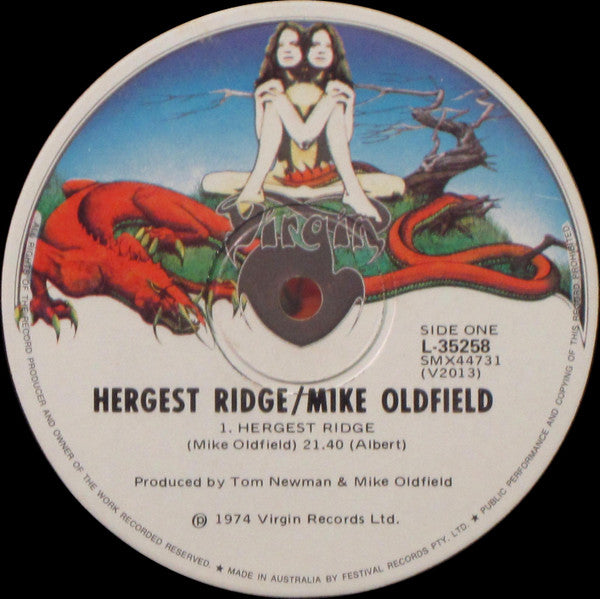 Virgin
SIDE ONE
L-35258
SMX44731
(V2013)
HERGEST RIDGE/MIKE OLDFIELD
1. HERGEST RIDGE
(Mike Oldfield) 21.40 (Albert)
Produced by Tom Newman & Mike Oldfield
℗ 1974 Virgin Records Ltd.
ALL RIGHTS OF THE RECORD PRODUCER AND OWNER OF THE WORK RECORDED RESERVED. ★ MADE IN AUSTRALIA BY FESTIVAL RECORDS PTY. LTD. ★ PUBLIC PERFORMANCE AND COPYING OF THIS RECORD PROHIBITED